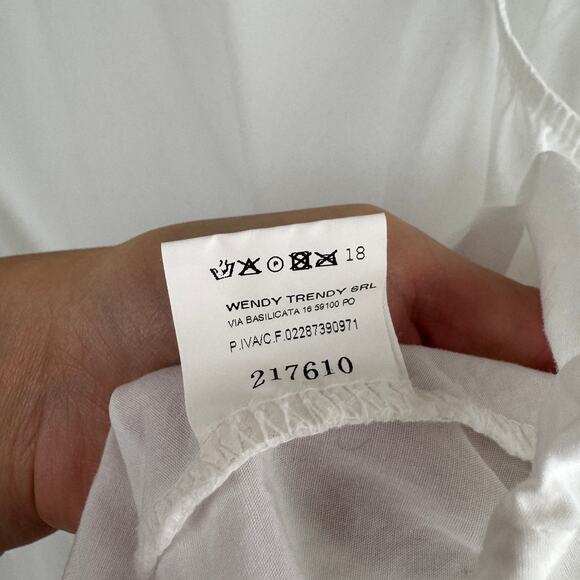 18
WENDY TRENDY SRL
VIA BASILICATA 16 59100 PO
P.IVA/C.F.02287390971
217610